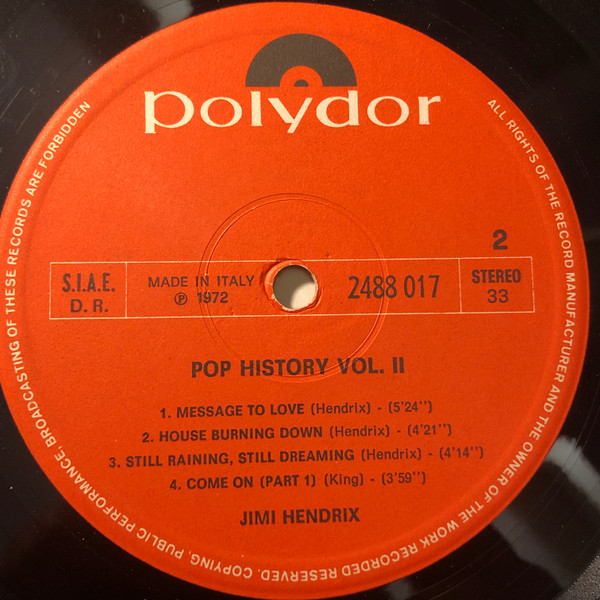 polydor
ALL RIGHTS OF THE RECORD MANUFACTURER AND THE OWNER OF THE WORK RECORDED RESERVED. COPYING, PUBLIC PERFORMANCE, BROADCASTING OF THESE RECORDS ARE FORBIDDEN
2
S.I.A.E.
D.R.
MADE IN ITALY
℗ 1972
2488 017
STEREO
33
POP HISTORY VOL. II
1. MESSAGE TO LOVE (Hendrix) - (5'24'')
2. HOUSE BURNING DOWN (Hendrix) - (4'21'')
3. STILL RAINING, STILL DREAMING (Hendrix) - (4'14'')
4. COME ON (PART 1) (King) - (3'59'')
JIMI HENDRIX